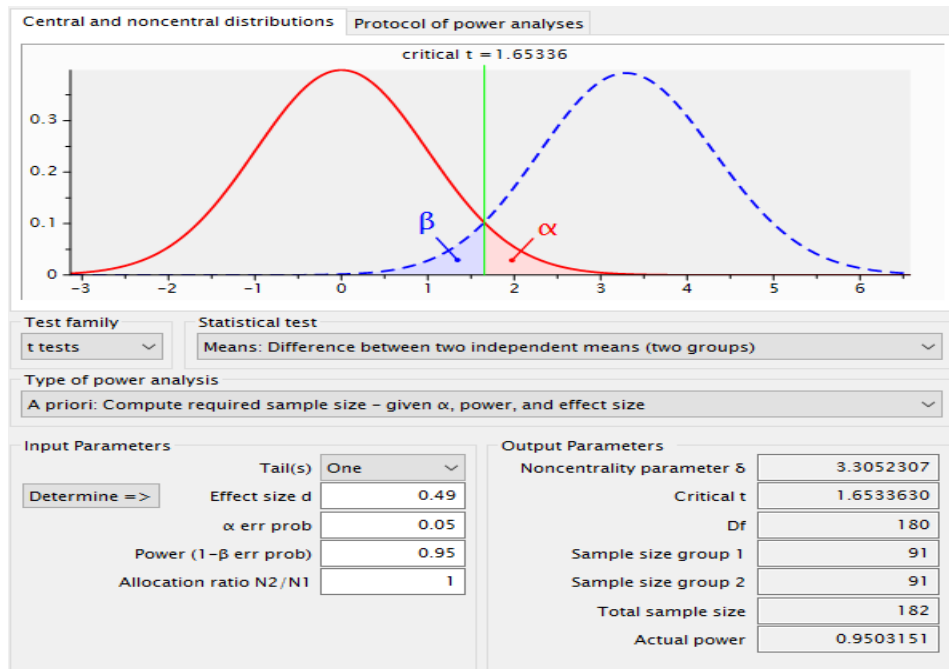 Central and noncentral distributions Protocol of power analyses
critical t = 1.65336
0.3
0.2
0.1
0
β α
-3 -2 -1 0 1 2 3 4 5 6
Test family Statistical test
t tests Means: Difference between two independent means (two groups)
Type of power analysis
A priori: Compute required sample size - given α, power, and effect size
Input Parameters
Tail(s) One
Determine => Effect size d 0.49
α err prob 0.05
Power (1-β err prob) 0.95
Allocation ratio N2/N1 1
Output Parameters
Noncentrality parameter δ 3.3052307
Critical t 1.6533630
Df 180
Sample size group 1 91
Sample size group 2 91
Total sample size 182
Actual power 0.9503151